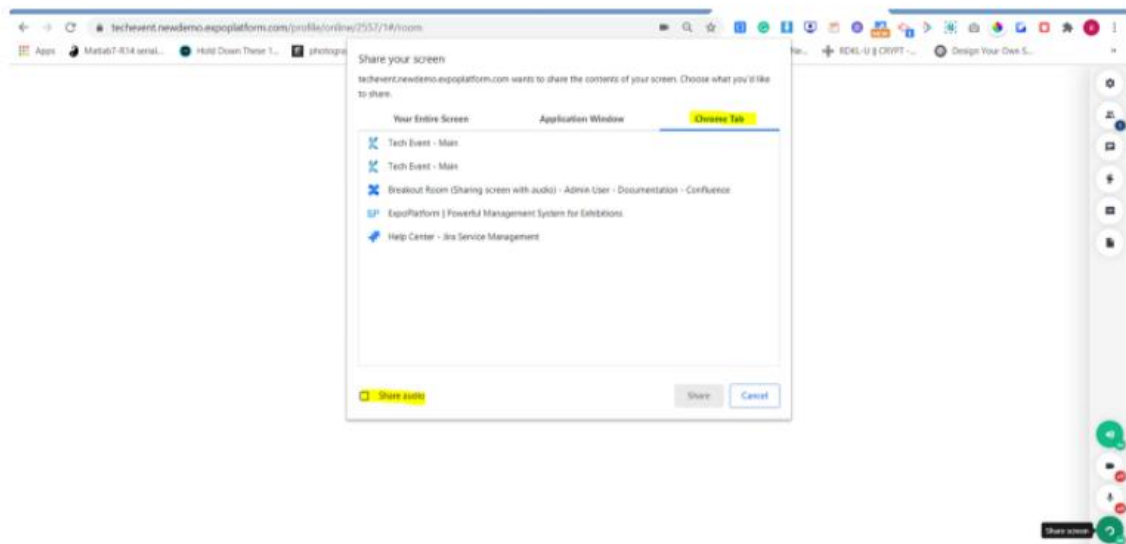 techevent.newdemo.expoplatform.com/profile/online/2557/1#/room
Apps Matlab7-R14 serial... Hold Down These 1... photogra RDKL-U || CRYPT -... Design Your Own S...
Share your screen
techevent.newdemo.expoplatform.com wants to share the contents of your screen. Choose what you'd like
to share.
Your Entire Screen Application Window Chrome Tab
Tech Event - Main
Tech Event - Main
Breakout Room (Sharing screen with audio) - Admin User - Documentation - Confluence
EP ExpoPlatform | Powerful Management System for Exhibitions
Help Center - Jira Service Management
Share audio Share Cancel
Share screen